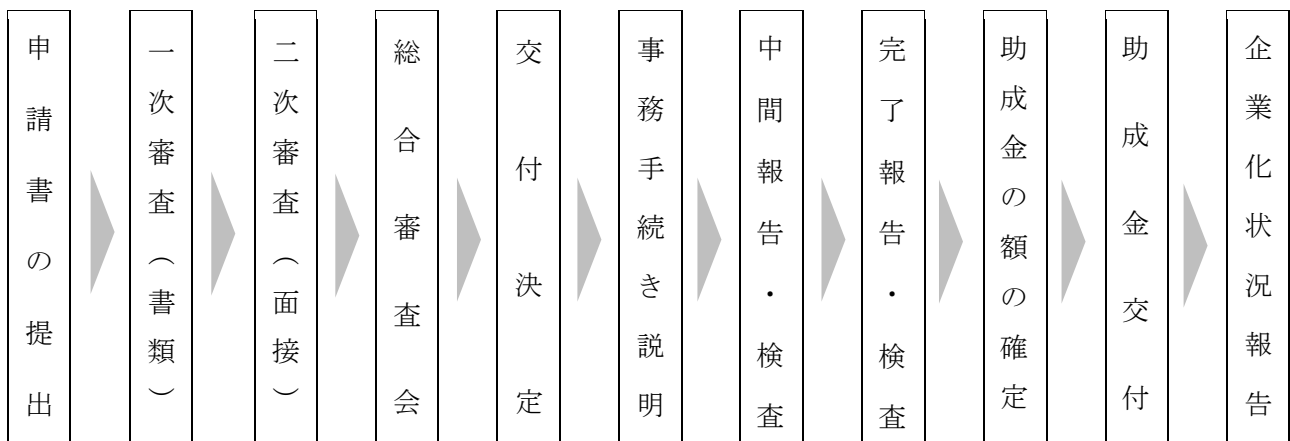 申請書の提出
一次審査（書類）
二次審査（面接）
総合審査会
交付決定
事務手続き説明
中間報告・検査
完了報告・検査
助成金の額の確定
助成金交付
企業化状況報告